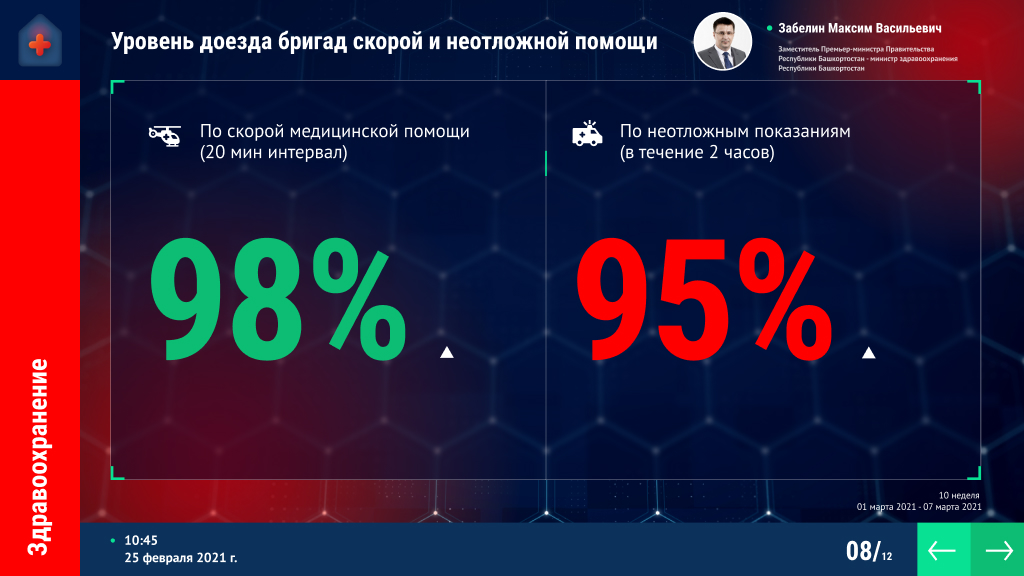 Уровень доезда бригад скорой и неотложной помощи
Забелин Максим Васильевич
Заместитель Премьер-министра Правительства
Республики Башкортостан - министр здравоохранения
Республики Башкортостан
По скорой медицинской помощи
(20 мин интервал)
98%
По неотложным показаниям
(в течение 2 часов)
95%
Здравоохранение
10 неделя
01 марта 2021 - 07 марта 2021
10:45
25 февраля 2021 г.
08/12